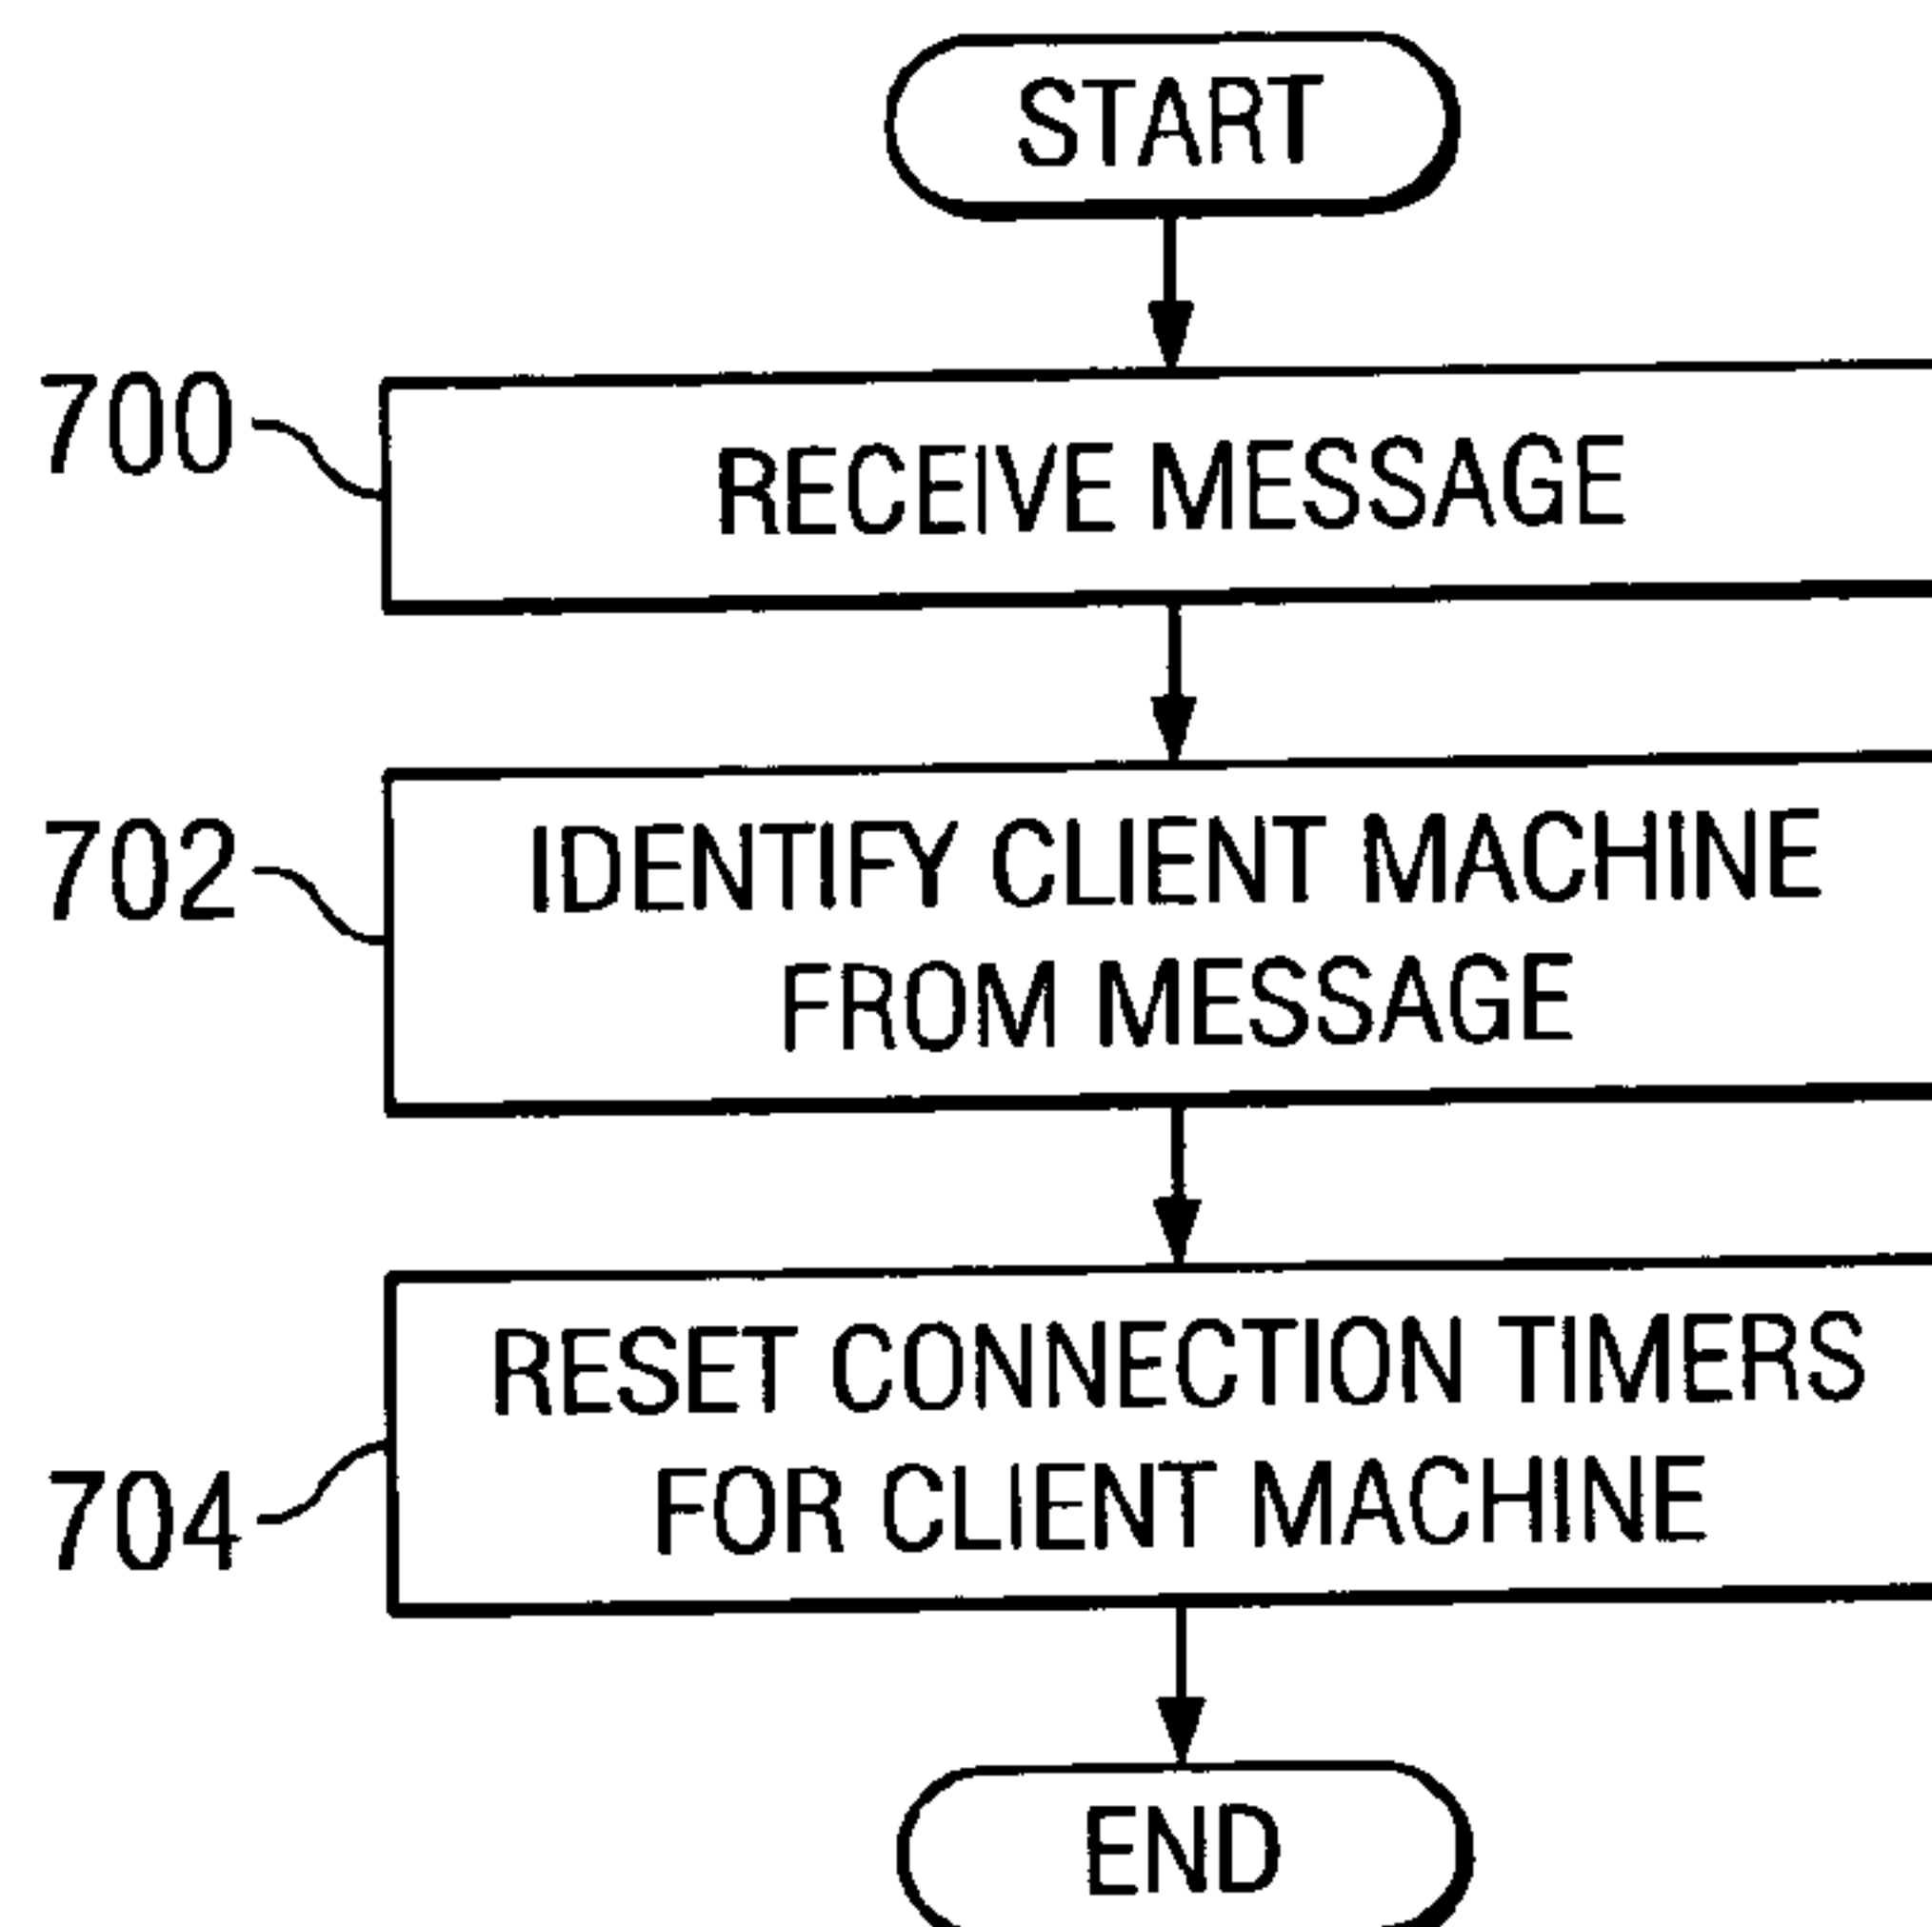 START
700
RECEIVE MESSAGE
702
IDENTIFY CLIENT MACHINE
FROM MESSAGE
RESET CONNECTION TIMERS
704
FOR CLIENT MACHINE
END